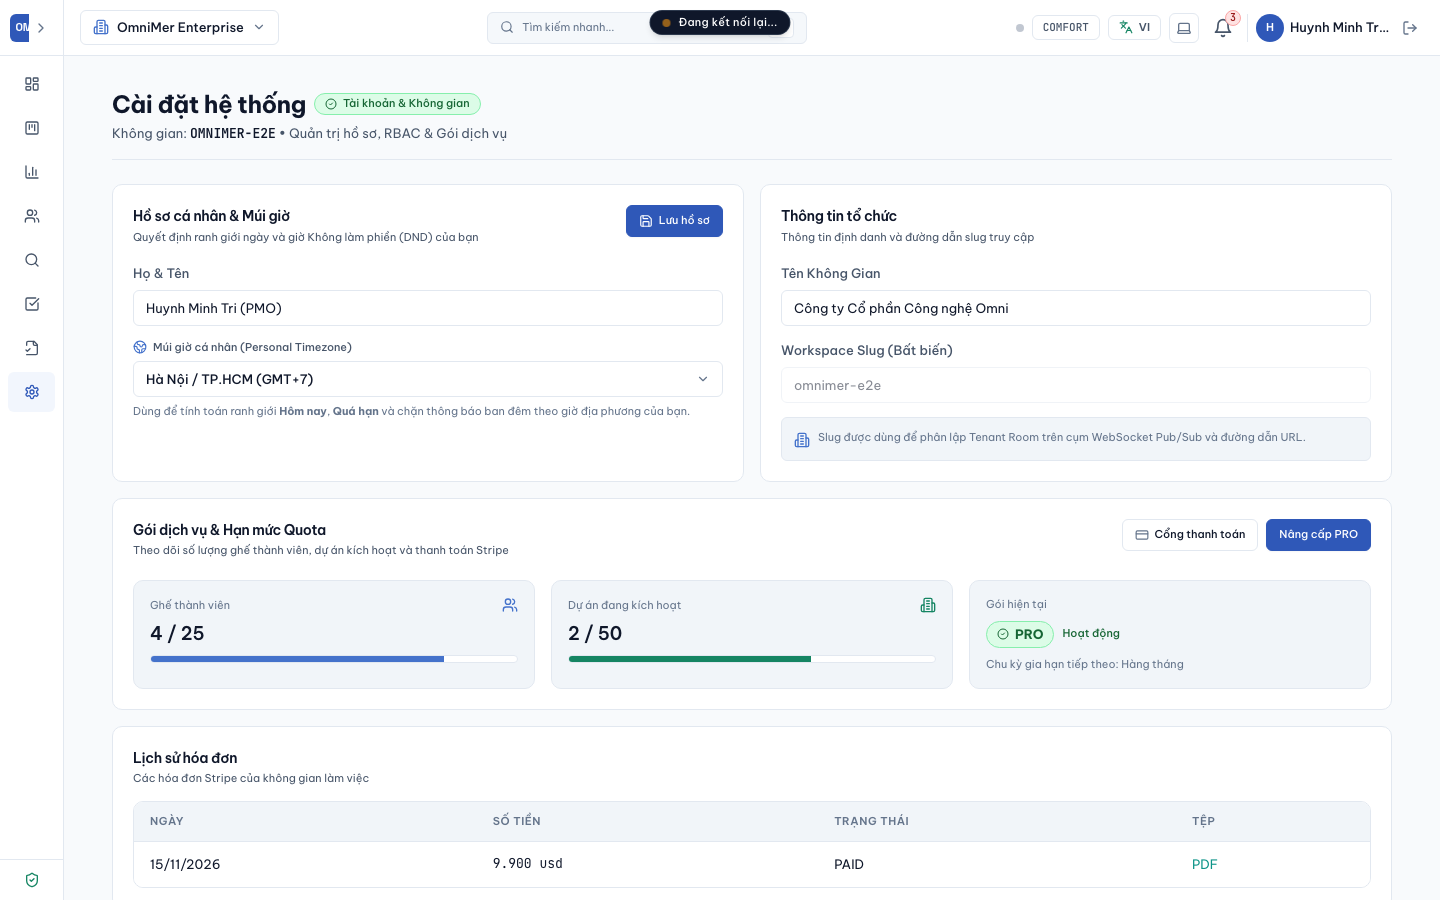 OmniMer Enterprise
Tìm kiếm nhanh...
Đang kết nối lại...
COMFORT
VI
3
H
Huynh Minh Tr...
Cài đặt hệ thống
Tài khoản & Không gian
Không gian: OMNIMER-E2E • Quản trị hồ sơ, RBAC & Gói dịch vụ
Hồ sơ cá nhân & Múi giờ
Quyết định ranh giới ngày và giờ Không làm phiền (DND) của bạn
Lưu hồ sơ
Họ & Tên
Huynh Minh Tri (PMO)
Múi giờ cá nhân (Personal Timezone)
Hà Nội / TP.HCM (GMT+7)
Dùng để tính toán ranh giới Hôm nay, Quá hạn và chặn thông báo ban đêm theo giờ địa phương của bạn.
Thông tin tổ chức
Thông tin định danh và đường dẫn slug truy cập
Tên Không Gian
Công ty Cổ phần Công nghệ Omni
Workspace Slug (Bất biến)
omnimer-e2e
Slug được dùng để phân lập Tenant Room trên cụm WebSocket Pub/Sub và đường dẫn URL.
Gói dịch vụ & Hạn mức Quota
Theo dõi số lượng ghế thành viên, dự án kích hoạt và thanh toán Stripe
Cổng thanh toán
Nâng cấp PRO
Ghế thành viên
4 / 25
Dự án đang kích hoạt
2 / 50
Gói hiện tại
PRO
Hoạt động
Chu kỳ gia hạn tiếp theo: Hàng tháng
Lịch sử hóa đơn
Các hóa đơn Stripe của không gian làm việc
NGÀY
SỐ TIỀN
TRẠNG THÁI
TỆP
15/11/2026
9.900 usd
PAID
PDF